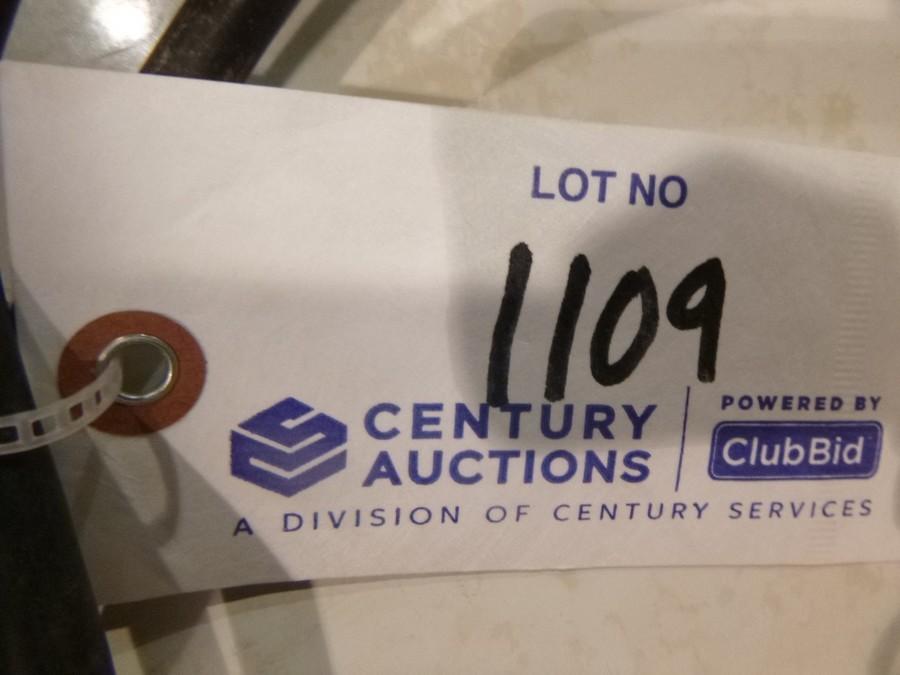 LOT NO
1109
CENTURY
AUCTIONS
POWERED BY
ClubBid
A DIVISION OF CENTURY SERVICES